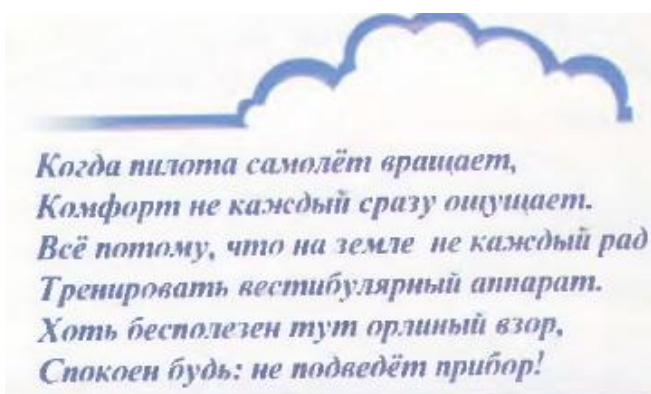 Когда пилота самолёт вращает,
Комфорт не каждый сразу ощущает.
Всё потому, что на земле не каждый рад
Тренировать вестибулярный аппарат.
Хоть бесполезен тут орлиный взор,
Спокоен будь: не подведёт прибор!